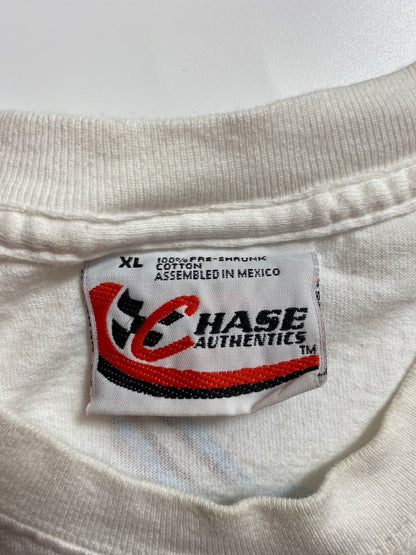 XL 100% PRE-SHRUNK
COTTON
ASSEMBLED IN MEXICO
CHASE
AUTHENTICS
TM